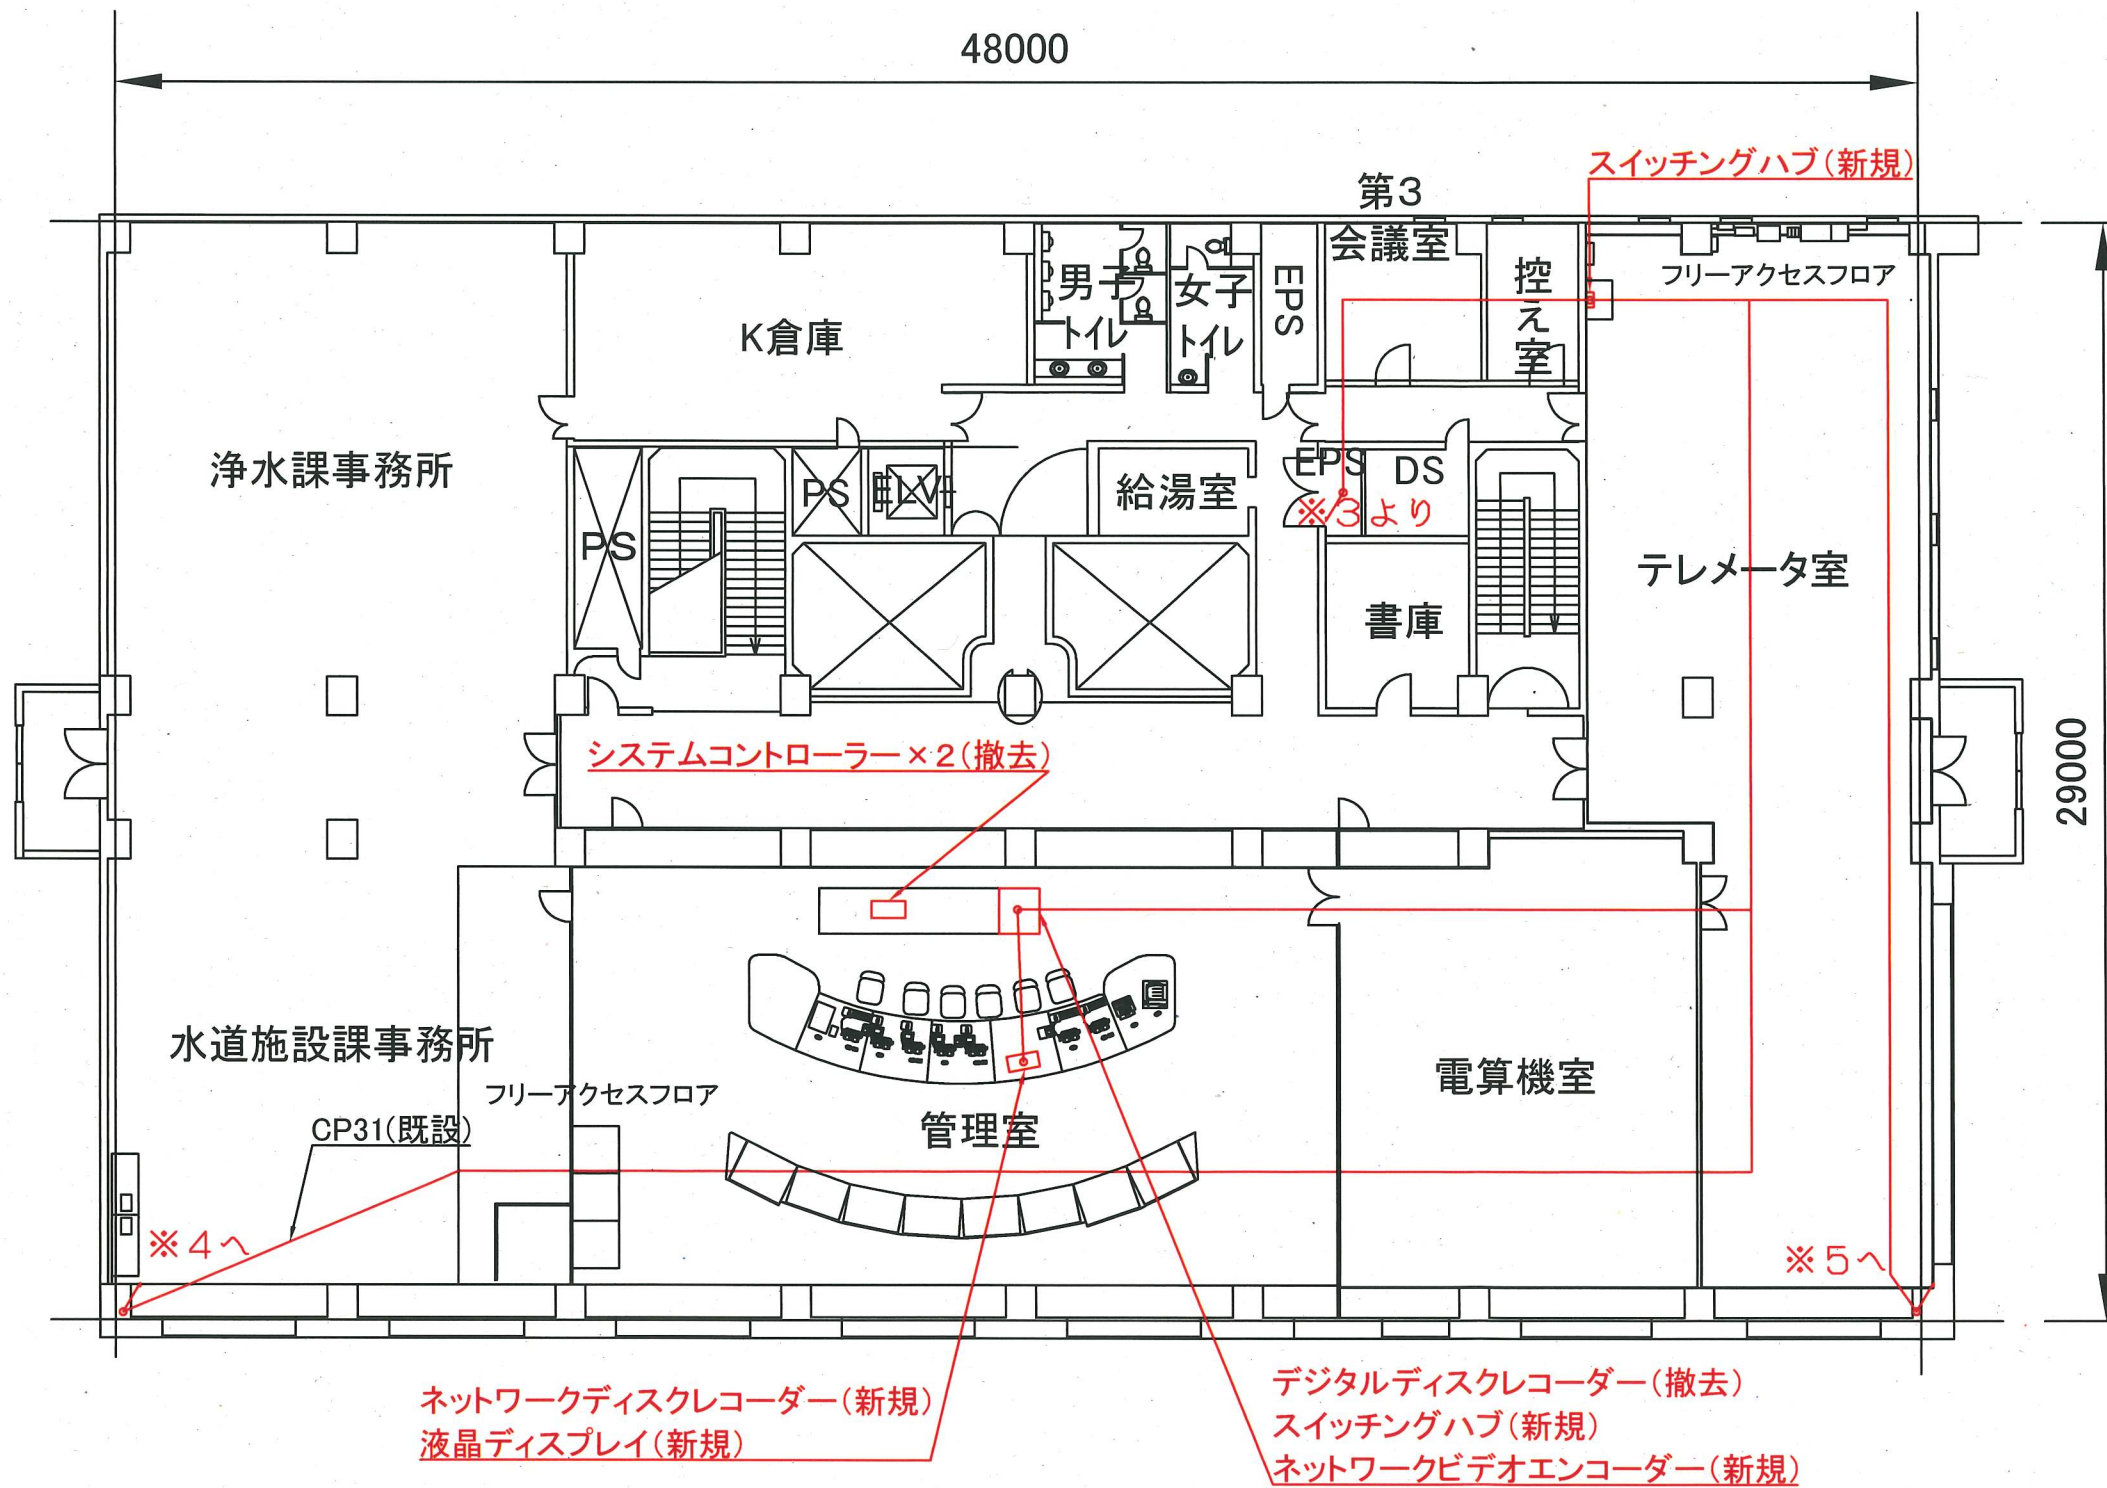 48000
スイッチングハブ(新規)
第3
会議室
フリーアクセスフロア
控え室
EPS
男子
トイレ
女子
トイレ
K倉庫
浄水課事務所
PS
PS
ELV
給湯室
EPS
DS
※3より
テレメータ室
書庫
29000
システムコントローラー×2(撤去)
水道施設課事務所
フリーアクセスフロア
CP31(既設)
管理室
電算機室
※4へ
※5へ
ネットワークディスクレコーダー(新規)
液晶ディスプレイ(新規)
デジタルディスクレコーダー(撤去)
スイッチングハブ(新規)
ネットワークビデオエンコーダー(新規)